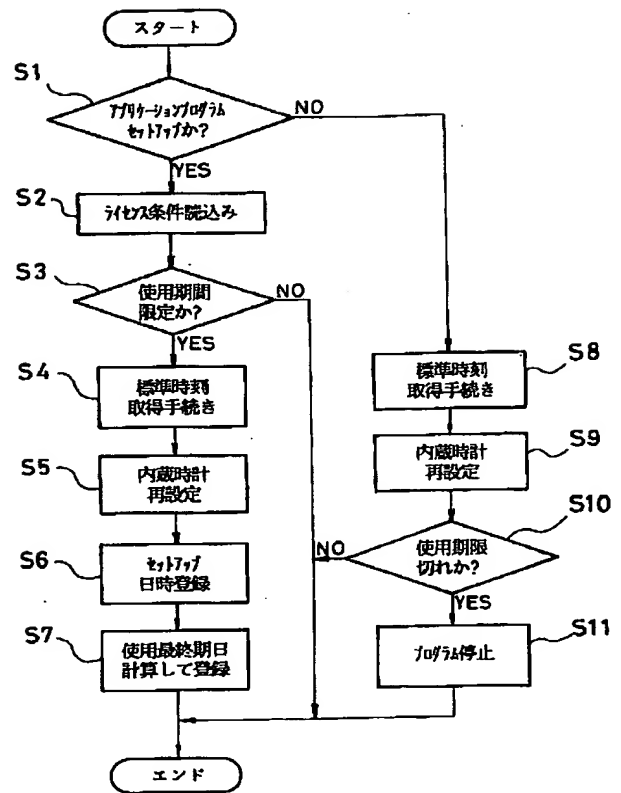 スタート
S1
アプリケーションプログラム
セットアップか?
NO
YES
S2
ライセンス条件読込み
S3
使用期間
限定か?
NO
YES
S4
標準時刻
取得手続き
S5
内蔵時計
再設定
S6
セットアップ
日時登録
S7
使用最終期日
計算して登録
S8
標準時刻
取得手続き
S9
内蔵時計
再設定
S10
使用期限
切れか?
NO
YES
S11
プログラム停止
エンド